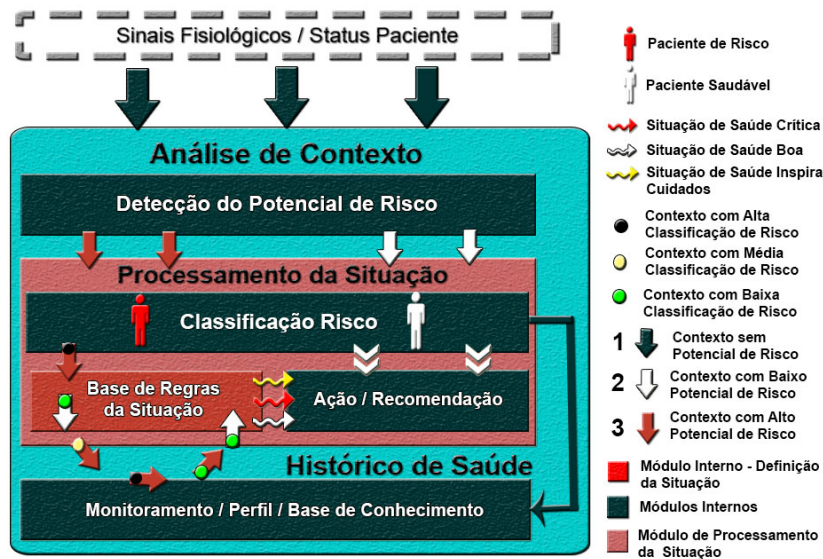 Sinais Fisiológicos / Status Paciente
Análise de Contexto
Detecção do Potencial de Risco
Processamento da Situação
Classificação Risco
Base de Regras
da Situação
Ação / Recomendação
Histórico de Saúde
Monitoramento / Perfil / Base de Conhecimento
Paciente de Risco
Paciente Saudável
Situação de Saúde Crítica
Situação de Saúde Boa
Situação de Saúde Inspira
Cuidados
Contexto com Alta
Classificação de Risco
Contexto com Média
Classificação de Risco
Contexto com Baixa
Classificação de Risco
1 Contexto sem
Potencial de Risco
2 Contexto com Baixo
Potencial de Risco
3 Contexto com Alto
Potencial de Risco
Módulo Interno - Definição
da Situação
Módulos Internos
Módulo de Processamento
da Situação